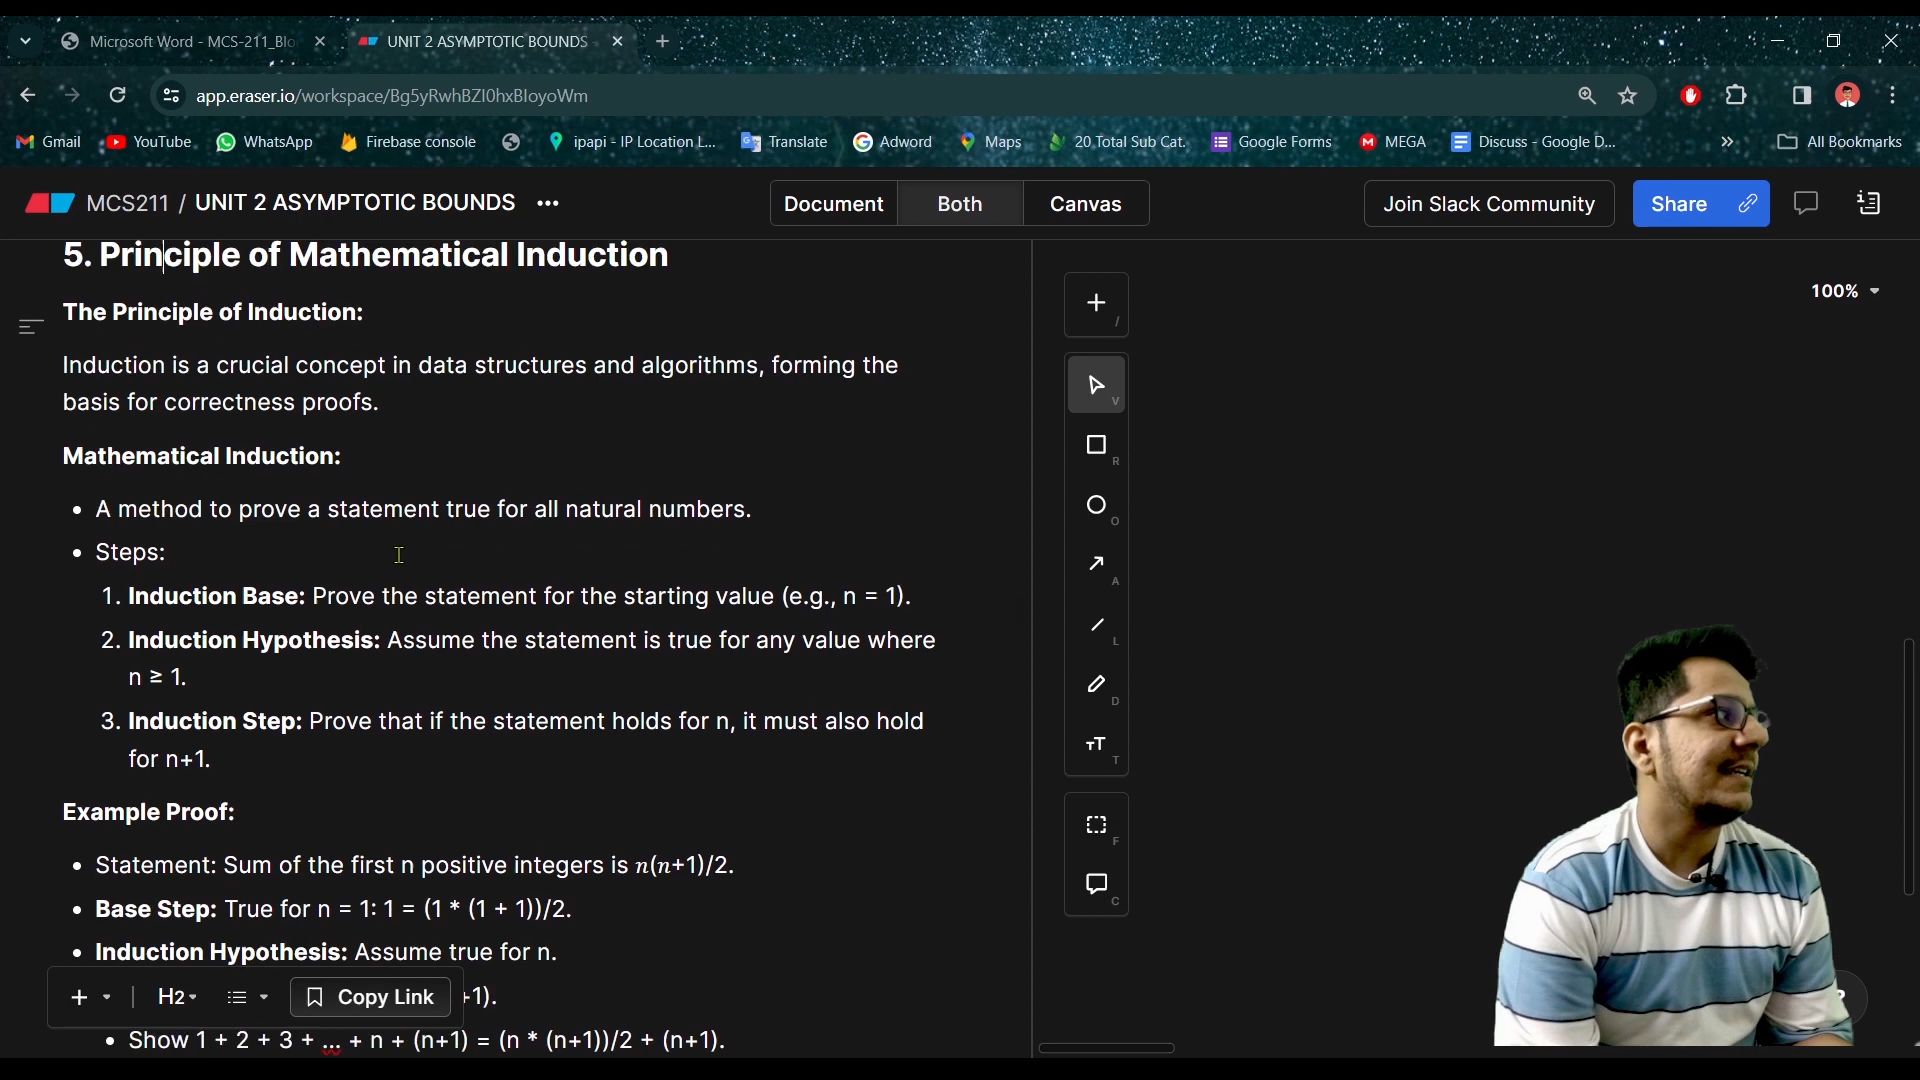 Microsoft Word - MCS-211_Blo
UNIT 2 ASYMPTOTIC BOUNDS
app.eraser.io/workspace/Bg5yRwhBZI0hxBIoyoWm
Gmail YouTube WhatsApp Firebase console ipapi - IP Location L... Translate Adword Maps 20 Total Sub Cat. Google Forms MEGA Discuss - Google D... » All Bookmarks
MCS211 / UNIT 2 ASYMPTOTIC BOUNDS ••• Document Both Canvas Join Slack Community Share
5. Principle of Mathematical Induction
The Principle of Induction:
Induction is a crucial concept in data structures and algorithms, forming the
basis for correctness proofs.
Mathematical Induction:
• A method to prove a statement true for all natural numbers.
• Steps:
1. Induction Base: Prove the statement for the starting value (e.g., n = 1).
2. Induction Hypothesis: Assume the statement is true for any value where
n ≥ 1.
3. Induction Step: Prove that if the statement holds for n, it must also hold
for n+1.
Example Proof:
• Statement: Sum of the first n positive integers is 𝑛(𝑛+1)/2.
• Base Step: True for n = 1: 1 = (1 * (1 + 1))/2.
• Induction Hypothesis: Assume true for n.
+1).
• Show 1 + 2 + 3 + ... + n + (n+1) = (n * (n+1))/2 + (n+1).
+ H2 Copy Link
100%
/
V
R
O
A
L
D
TT
T
F
C